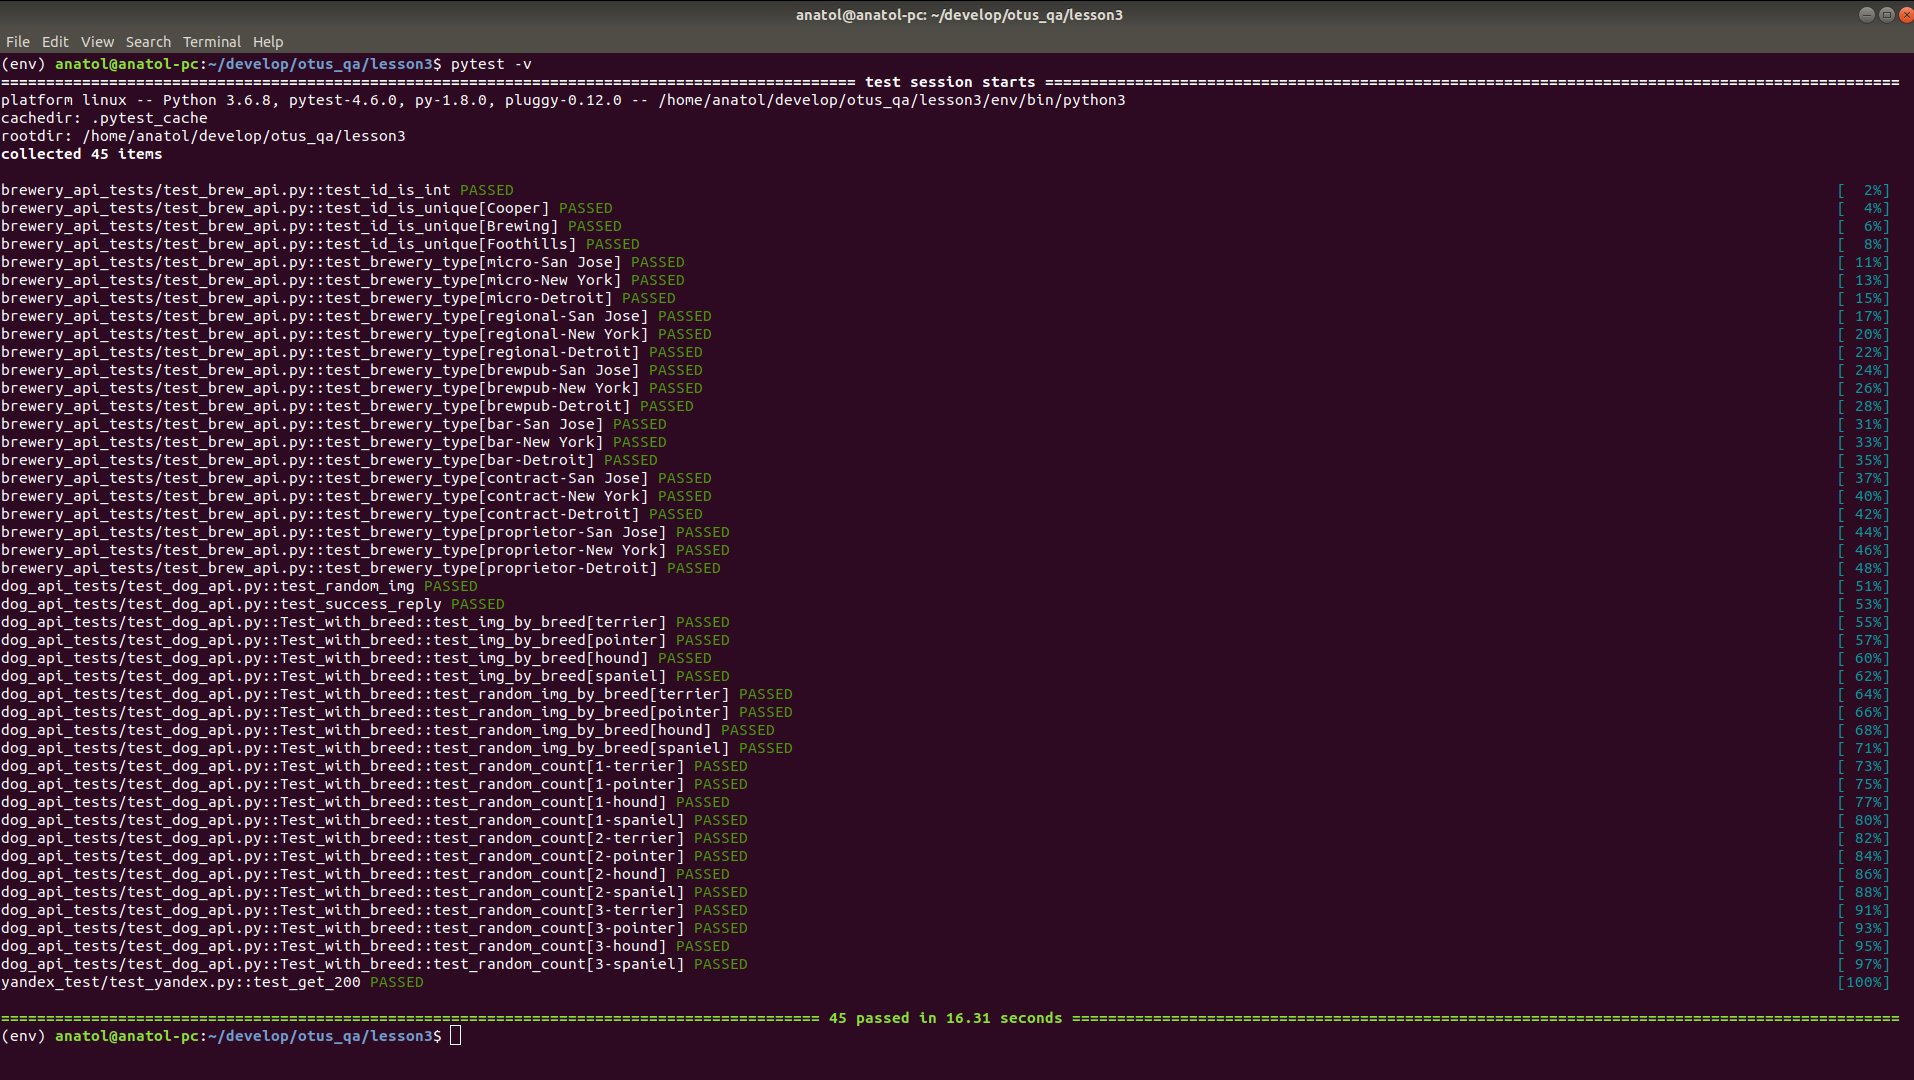 anatol@anatol-pc: ~/develop/otus_qa/lesson3
File Edit View Search Terminal Help
(env) anatol@anatol-pc:~/develop/otus_qa/lesson3$ pytest -v
=============================================================================================== test session starts ===============================================================================================
platform linux -- Python 3.6.8, pytest-4.6.0, py-1.8.0, pluggy-0.12.0 -- /home/anatol/develop/otus_qa/lesson3/env/bin/python3
cachedir: .pytest_cache
rootdir: /home/anatol/develop/otus_qa/lesson3
collected 45 items
brewery_api_tests/test_brew_api.py::test_id_is_int PASSED [  2%]
brewery_api_tests/test_brew_api.py::test_id_is_unique[Cooper] PASSED [  4%]
brewery_api_tests/test_brew_api.py::test_id_is_unique[Brewing] PASSED [  6%]
brewery_api_tests/test_brew_api.py::test_id_is_unique[Foothills] PASSED [  8%]
brewery_api_tests/test_brew_api.py::test_brewery_type[micro-San Jose] PASSED [ 11%]
brewery_api_tests/test_brew_api.py::test_brewery_type[micro-New York] PASSED [ 13%]
brewery_api_tests/test_brew_api.py::test_brewery_type[micro-Detroit] PASSED [ 15%]
brewery_api_tests/test_brew_api.py::test_brewery_type[regional-San Jose] PASSED [ 17%]
brewery_api_tests/test_brew_api.py::test_brewery_type[regional-New York] PASSED [ 20%]
brewery_api_tests/test_brew_api.py::test_brewery_type[regional-Detroit] PASSED [ 22%]
brewery_api_tests/test_brew_api.py::test_brewery_type[brewpub-San Jose] PASSED [ 24%]
brewery_api_tests/test_brew_api.py::test_brewery_type[brewpub-New York] PASSED [ 26%]
brewery_api_tests/test_brew_api.py::test_brewery_type[brewpub-Detroit] PASSED [ 28%]
brewery_api_tests/test_brew_api.py::test_brewery_type[bar-San Jose] PASSED [ 31%]
brewery_api_tests/test_brew_api.py::test_brewery_type[bar-New York] PASSED [ 33%]
brewery_api_tests/test_brew_api.py::test_brewery_type[bar-Detroit] PASSED [ 35%]
brewery_api_tests/test_brew_api.py::test_brewery_type[contract-San Jose] PASSED [ 37%]
brewery_api_tests/test_brew_api.py::test_brewery_type[contract-New York] PASSED [ 40%]
brewery_api_tests/test_brew_api.py::test_brewery_type[contract-Detroit] PASSED [ 42%]
brewery_api_tests/test_brew_api.py::test_brewery_type[proprietor-San Jose] PASSED [ 44%]
brewery_api_tests/test_brew_api.py::test_brewery_type[proprietor-New York] PASSED [ 46%]
brewery_api_tests/test_brew_api.py::test_brewery_type[proprietor-Detroit] PASSED [ 48%]
dog_api_tests/test_dog_api.py::test_random_img PASSED [ 51%]
dog_api_tests/test_dog_api.py::test_success_reply PASSED [ 53%]
dog_api_tests/test_dog_api.py::Test_with_breed::test_img_by_breed[terrier] PASSED [ 55%]
dog_api_tests/test_dog_api.py::Test_with_breed::test_img_by_breed[pointer] PASSED [ 57%]
dog_api_tests/test_dog_api.py::Test_with_breed::test_img_by_breed[hound] PASSED [ 60%]
dog_api_tests/test_dog_api.py::Test_with_breed::test_img_by_breed[spaniel] PASSED [ 62%]
dog_api_tests/test_dog_api.py::Test_with_breed::test_random_img_by_breed[terrier] PASSED [ 64%]
dog_api_tests/test_dog_api.py::Test_with_breed::test_random_img_by_breed[pointer] PASSED [ 66%]
dog_api_tests/test_dog_api.py::Test_with_breed::test_random_img_by_breed[hound] PASSED [ 68%]
dog_api_tests/test_dog_api.py::Test_with_breed::test_random_img_by_breed[spaniel] PASSED [ 71%]
dog_api_tests/test_dog_api.py::Test_with_breed::test_random_count[1-terrier] PASSED [ 73%]
dog_api_tests/test_dog_api.py::Test_with_breed::test_random_count[1-pointer] PASSED [ 75%]
dog_api_tests/test_dog_api.py::Test_with_breed::test_random_count[1-hound] PASSED [ 77%]
dog_api_tests/test_dog_api.py::Test_with_breed::test_random_count[1-spaniel] PASSED [ 80%]
dog_api_tests/test_dog_api.py::Test_with_breed::test_random_count[2-terrier] PASSED [ 82%]
dog_api_tests/test_dog_api.py::Test_with_breed::test_random_count[2-pointer] PASSED [ 84%]
dog_api_tests/test_dog_api.py::Test_with_breed::test_random_count[2-hound] PASSED [ 86%]
dog_api_tests/test_dog_api.py::Test_with_breed::test_random_count[2-spaniel] PASSED [ 88%]
dog_api_tests/test_dog_api.py::Test_with_breed::test_random_count[3-terrier] PASSED [ 91%]
dog_api_tests/test_dog_api.py::Test_with_breed::test_random_count[3-pointer] PASSED [ 93%]
dog_api_tests/test_dog_api.py::Test_with_breed::test_random_count[3-hound] PASSED [ 95%]
dog_api_tests/test_dog_api.py::Test_with_breed::test_random_count[3-spaniel] PASSED [ 97%]
yandex_test/test_yandex.py::test_get_200 PASSED [100%]
=========================================================================================== 45 passed in 16.31 seconds ============================================================================================
(env) anatol@anatol-pc:~/develop/otus_qa/lesson3$